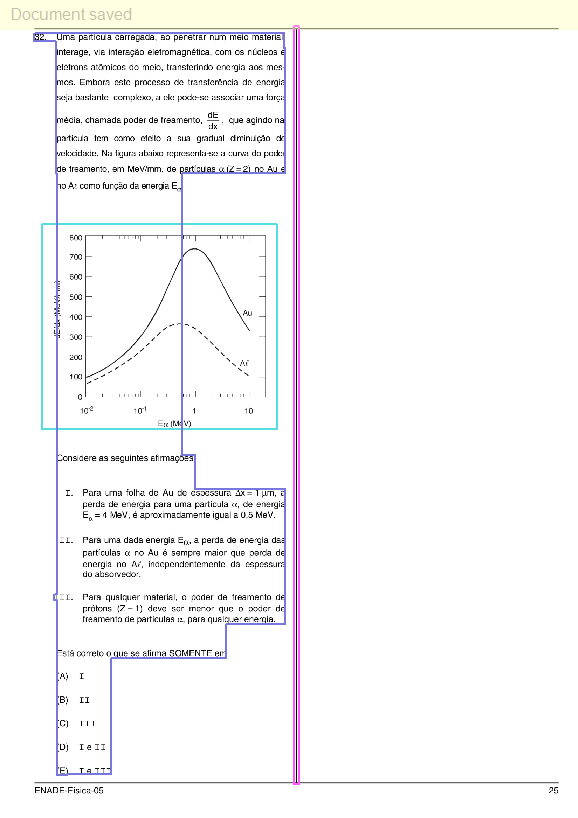 Document saved
32. Uma partícula carregada, ao penetrar num meio material,
interage, via interação eletromagnética, com os núcleos e
elétrons atômicos do meio, transferindo energia aos mes-
mos. Embora este processo de transferência de energia
seja bastante complexo, a ele pode-se associar uma força
média, chamada poder de freamento, dE/dx, que agindo na
partícula tem como efeito a sua gradual diminuição de
velocidade. Na figura abaixo representa-se a curva do poder
de freamento, em MeV/mm, de partículas α (Z = 2) no Au e
no Aℓ como função da energia Eα.
800
700
600
500
400
300
200
100
0
dE/dx (MeV/mm)
Au
Aℓ
10⁻² 10⁻¹ 1 10
Eα (MeV)
Considere as seguintes afirmações:
I. Para uma folha de Au de espessura Δx = 1 μm, a
perda de energia para uma partícula α, de energia
Eα = 4 MeV, é aproximadamente igual a 0.5 MeV.
II. Para uma dada energia Eα, a perda de energia das
partículas α no Au é sempre maior que perda de
energia no Aℓ, independentemente da espessura
do absorvedor.
III. Para qualquer material, o poder de freamento de
prótons (Z = 1) deve ser menor que o poder de
freamento de partículas α, para qualquer energia.
Está correto o que se afirma SOMENTE em
(A) I
(B) II
(C) III
(D) I e II
(E) I e III
ENADE-Física-05 25